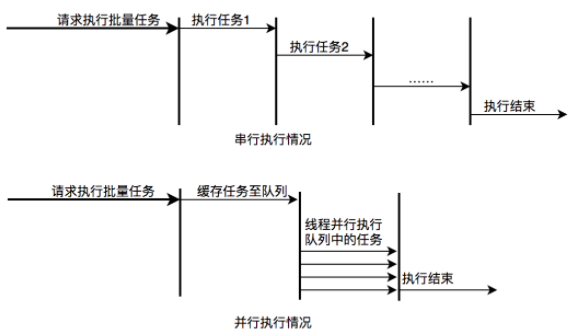 请求执行批量任务
执行任务1
执行任务2
……
执行结束
串行执行情况
请求执行批量任务
缓存任务至队列
线程并行执行
队列中的任务
执行结束
并行执行情况